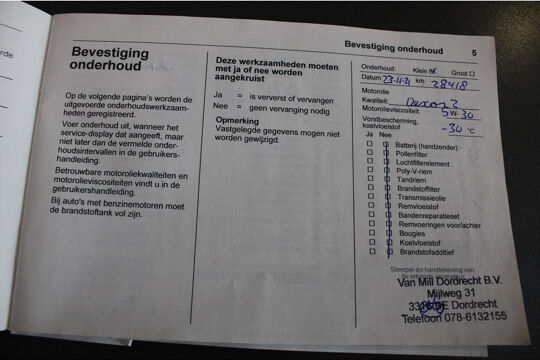 Bevestiging onderhoud 5
Bevestiging
onderhoud
Op de volgende pagina's worden de
uitgevoerde onderhoudswerkzaam-
heden geregistreerd.
Voer onderhoud uit, wanneer het
service-display dat aangeeft, maar
niet later dan de vermelde onder-
houdsintervallen in de gebruikers-
handleiding.
Betrouwbare motoroliekwaliteiten en
motorolieviscositeiten vindt u in de
gebruikershandleiding.
Bij auto's met benzinemotoren moet
de brandstoftank vol zijn.
Deze werkzaamheden moeten
met ja of nee worden
aangekruist
Ja = is ververst of vervangen
Nee = geen vervanging nodig
Opmerking
Vastgelegde gegevens mogen niet
worden gewijzigd.
Onderhoud: Klein Groot
Datum 23-11-21 km 28418
Motorolie
Kwaliteit: Dexos 2
Motorolieviscositeit: 5W-30
Vorstbescherming,
koelvloeistof -30 °C
Ja Nee
Batterij (handzender)
Pollenfilter
Luchtfilterelement
Poly-V-riem
Tandriem
Brandstoffilter
Transmissieolie
Remvloeistof
Bandenreparatieset
Remvoeringen voor/achter
Bougies
Koelvloeistof
Brandstofadditief
Stempel en handtekening van
Van Mill Dordrecht B.V.
Mijlweg 31
Dordrecht
Telefoon 078-6132155